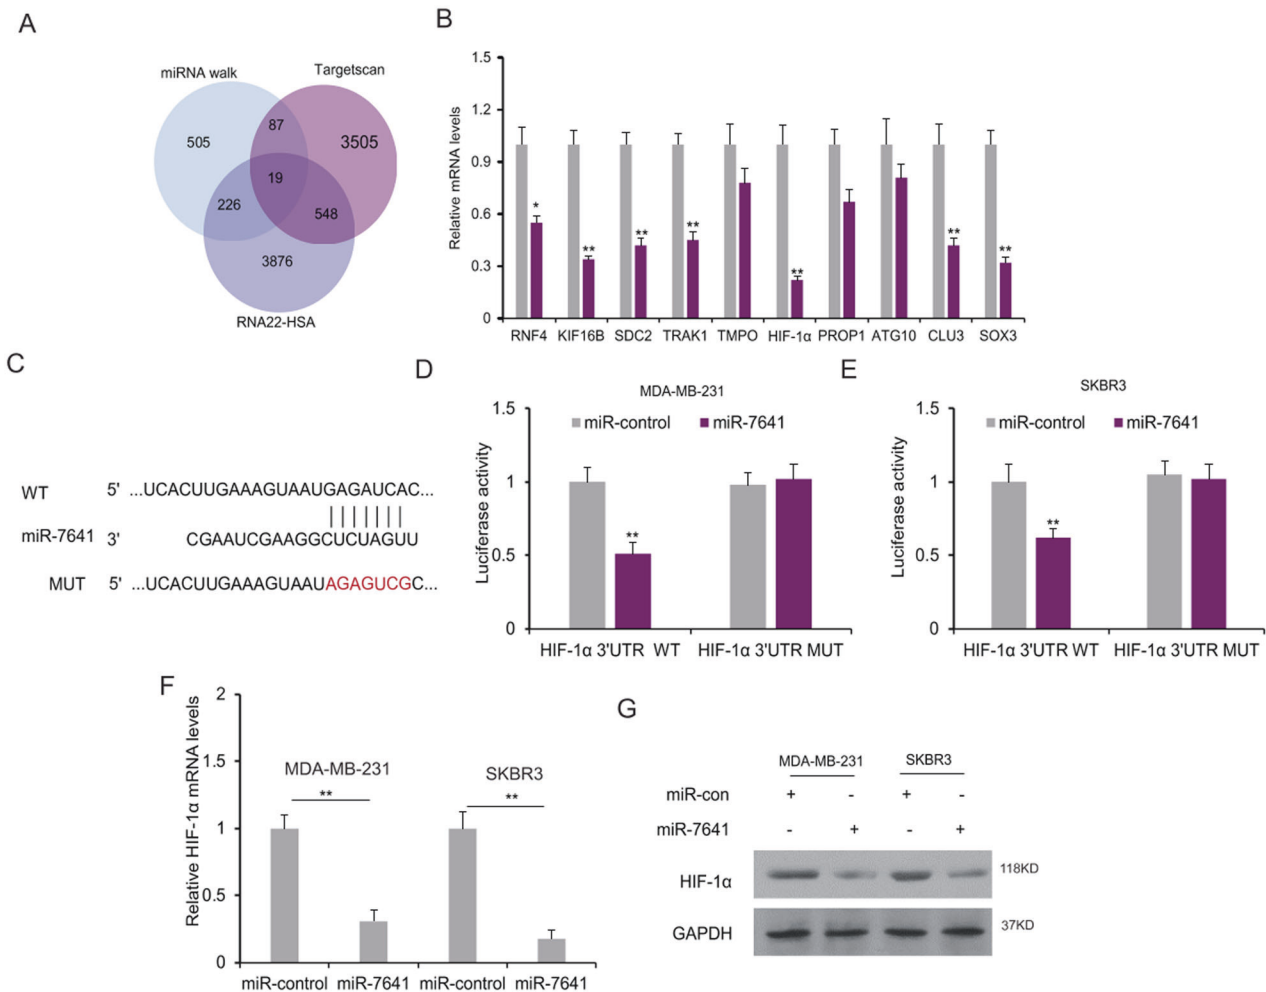 A
miRNA walk
Targetscan
505
87
3505
19
226
548
3876
RNA22-HSA
B
Relative mRNA levels
1.5
1.2
0.9
0.6
0.3
0
*
**
**
**
**
**
**
RNF4 KIF16B SDC2 TRAK1 TMPO HIF-1α PROP1 ATG10 CLU3 SOX3
C
WT 5' ...UCACUUGAAAGUAAUGAGAUCAC...
miR-7641 3' CGAAUCGAAGGCUCUAGUU
MUT 5' ...UCACUUGAAAGUAAUAGAGUCGC...
D
MDA-MB-231
Luciferase activity
1.5
1
0.5
0
miR-control miR-7641
**
HIF-1α 3'UTR WT HIF-1α 3'UTR MUT
E
SKBR3
Luciferase activity
1.5
1
0.5
0
miR-control miR-7641
**
HIF-1α 3'UTR WT HIF-1α 3'UTR MUT
F
Relative HIF-1α mRNA levels
2
1.5
1
0.5
0
MDA-MB-231
**
SKBR3
**
miR-control miR-7641 miR-control miR-7641
G
MDA-MB-231 SKBR3
miR-con + - + -
miR-7641 - + - +
HIF-1α 118KD
GAPDH 37KD